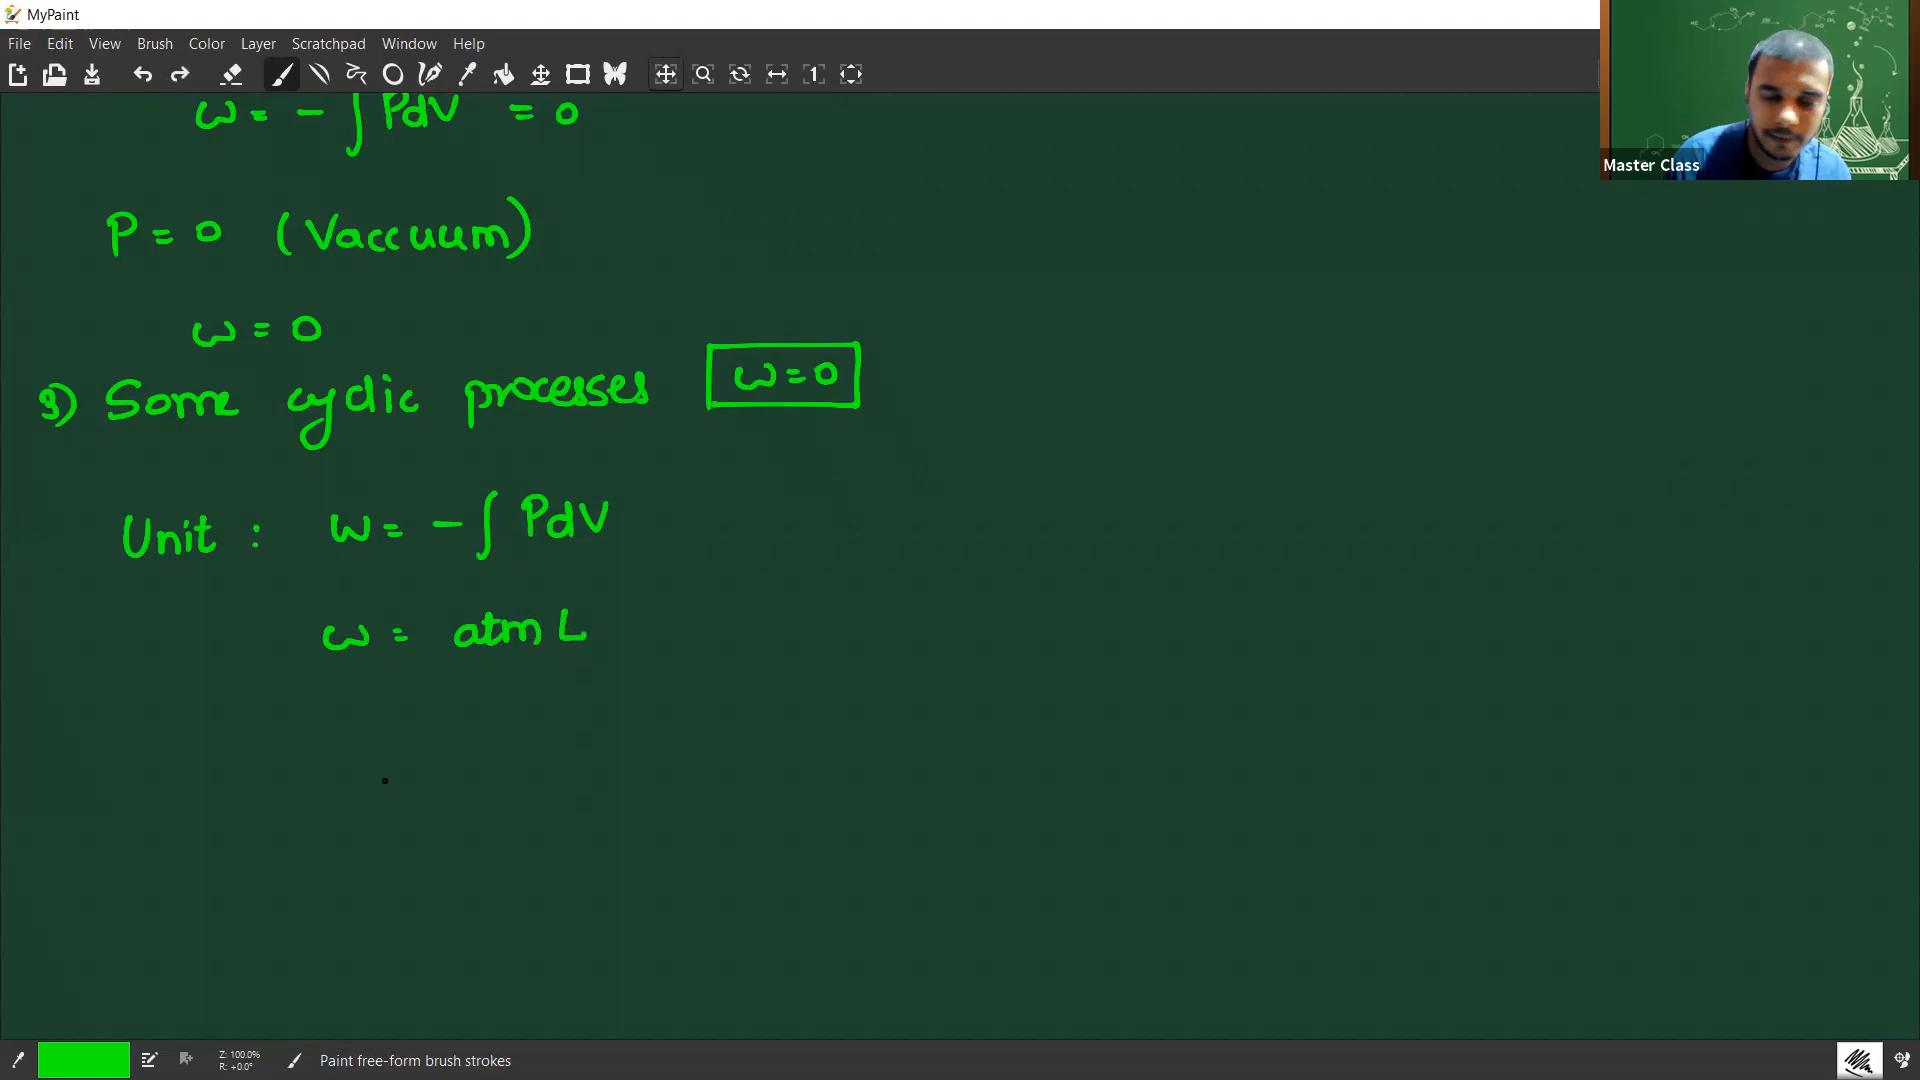 MyPaint
File Edit View Brush Color Layer Scratchpad Window Help
1
Master Class
ω = - ∫ PdV = 0
P = 0 (Vaccuum)
ω = 0
3) Some cyclic processes ω = 0
Unit : W = - ∫ PdV
ω = atm L
Z: 100.0%
R: +0.0°
Paint free-form brush strokes